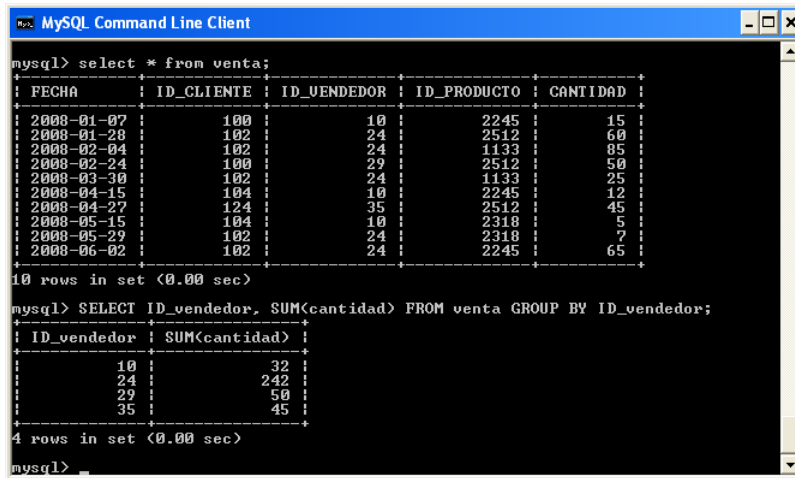 MySQL Command Line Client
mysql> select * from venta;
+------------+------------+-------------+-------------+----------+
| FECHA | ID_CLIENTE | ID_VENDEDOR | ID_PRODUCTO | CANTIDAD |
+------------+------------+-------------+-------------+----------+
| 2008-01-07 | 100 | 10 | 2245 | 15 |
| 2008-01-28 | 102 | 24 | 2512 | 60 |
| 2008-02-04 | 102 | 24 | 1133 | 85 |
| 2008-02-24 | 100 | 29 | 2512 | 50 |
| 2008-03-30 | 102 | 24 | 1133 | 25 |
| 2008-04-15 | 104 | 10 | 2245 | 12 |
| 2008-04-27 | 124 | 35 | 2512 | 45 |
| 2008-05-15 | 104 | 10 | 2318 | 5 |
| 2008-05-29 | 102 | 24 | 2318 | 7 |
| 2008-06-02 | 102 | 24 | 2245 | 65 |
+------------+------------+-------------+-------------+----------+
10 rows in set (0.00 sec)
mysql> SELECT ID_vendedor, SUM(cantidad) FROM venta GROUP BY ID_vendedor;
+-------------+---------------+
| ID_vendedor | SUM(cantidad) |
+-------------+---------------+
| 10 | 32 |
| 24 | 242 |
| 29 | 50 |
| 35 | 45 |
+-------------+---------------+
4 rows in set (0.00 sec)
mysql> _